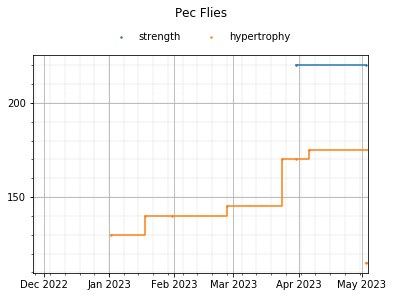 Pec Flies
strength hypertrophy
200
150
Dec 2022 Jan 2023 Feb 2023 Mar 2023 Apr 2023 May 2023